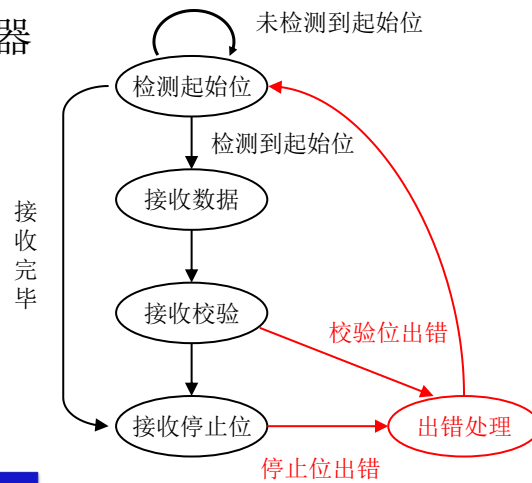 器
未检测到起始位
检测起始位
检测到起始位
接收数据
接收完毕
接收校验
校验位出错
接收停止位
出错处理
停止位出错